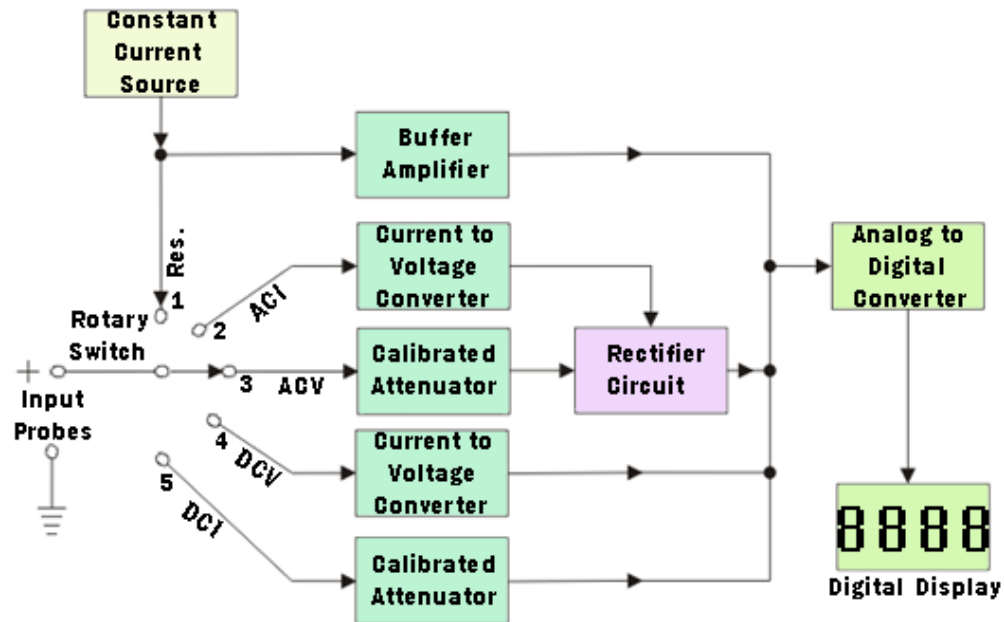 Constant
Current
Source
Buffer
Amplifier
Res.
1
Current to
Voltage
Converter
ACI
2
Analog to
Digital
Converter
Rotary
Switch
+
Input
Probes
3
ACV
Calibrated
Attenuator
Rectifier
Circuit
4
DCV
Current to
Voltage
Converter
5
DCI
Calibrated
Attenuator
8888
Digital Display